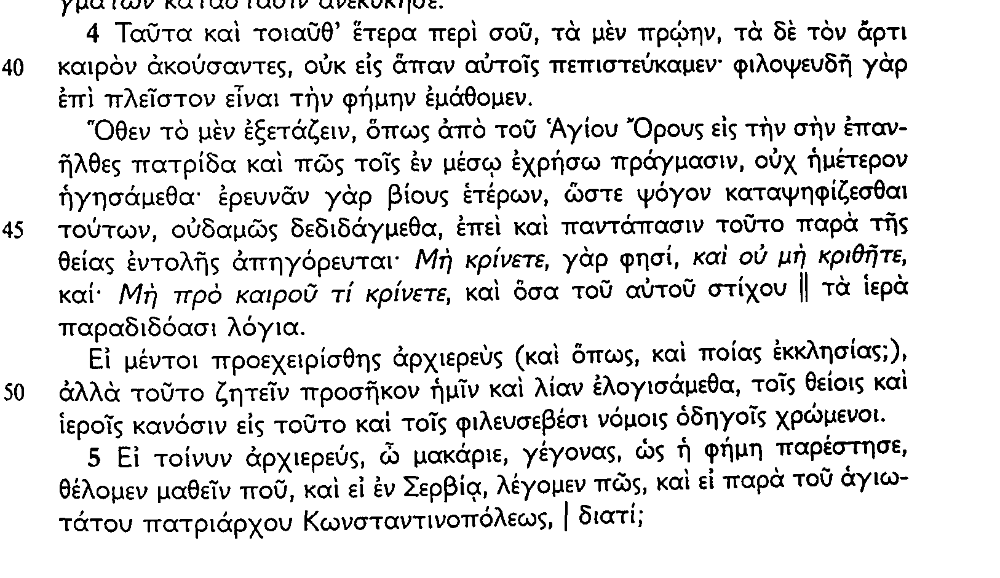 γμάτων κατάστασιν ἀνεκύκησε.
4 Ταῦτα καὶ τοιαῦθ’ ἕτερα περὶ σοῦ, τὰ μὲν πρῴην, τὰ δὲ τὸν ἄρτι
40 καιρὸν ἀκούσαντες, οὐκ εἰς ἅπαν αὐτοῖς πεπιστεύκαμεν· φιλοψευδῆ γὰρ
ἐπὶ πλεῖστον εἶναι τὴν φήμην ἐμάθομεν.
Ὅθεν τὸ μὲν ἐξετάζειν, ὅπως ἀπὸ τοῦ Ἁγίου Ὄρους εἰς τὴν σὴν ἐπαν-
ῆλθες πατρίδα καὶ πῶς τοῖς ἐν μέσῳ ἐχρήσω πράγμασιν, οὐχ ἡμέτερον
ἡγησάμεθα· ἐρευνᾶν γὰρ βίους ἑτέρων, ὥστε ψόγον καταψηφίζεσθαι
45 τούτων, οὐδαμῶς δεδιδάγμεθα, ἐπεὶ καὶ παντάπασιν τοῦτο παρὰ τῆς
θείας ἐντολῆς ἀπηγόρευται· Μὴ κρίνετε, γὰρ φησί, καὶ οὐ μὴ κριθῆτε,
καί· Μὴ πρὸ καιροῦ τί κρίνετε, καὶ ὅσα τοῦ αὐτοῦ στίχου || τὰ ἱερὰ
παραδιδόασι λόγια.
Εἰ μέντοι προεχειρίσθης ἀρχιερεὺς (καὶ ὅπως, καὶ ποίας ἐκκλησίας;),
50 ἀλλὰ τοῦτο ζητεῖν προσῆκον ἡμῖν καὶ λίαν ἐλογισάμεθα, τοῖς θείοις καὶ
ἱεροῖς κανόσιν εἰς τοῦτο καὶ τοῖς φιλευσεβέσι νόμοις ὁδηγοῖς χρώμενοι.
5 Εἰ τοίνυν ἀρχιερεύς, ὦ μακάριε, γέγονας, ὡς ἡ φήμη παρέστησε,
θέλομεν μαθεῖν ποῦ, καὶ εἰ ἐν Σερβίᾳ, λέγομεν πῶς, καὶ εἰ παρὰ τοῦ ἁγιω-
τάτου πατριάρχου Κωνσταντινοπόλεως, | διατί;